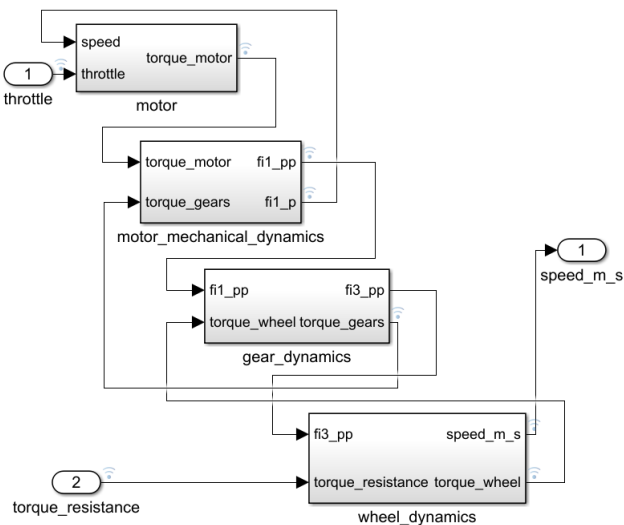 speed
torque_motor
1
throttle
throttle
motor
torque_motor fi1_pp
torque_gears fi1_p
motor_mechanical_dynamics
1
speed_m_s
fi1_pp fi3_pp
torque_wheel torque_gears
gear_dynamics
fi3_pp speed_m_s
2
torque_resistance torque_wheel
torque_resistance
wheel_dynamics